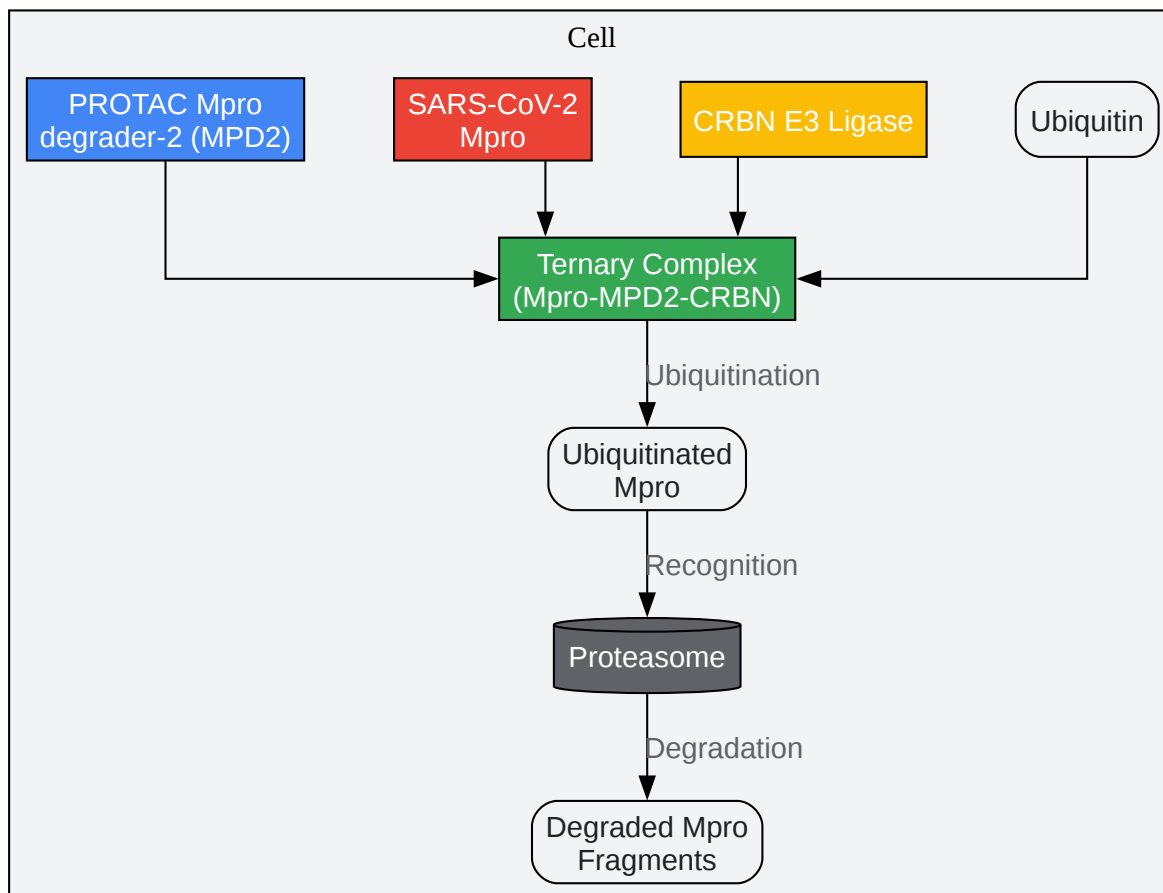 Cell
PROTAC Mpro
degrader-2 (MPD2)
SARS-CoV-2
Mpro
CRBN E3 Ligase
Ubiquitin
Ternary Complex
(Mpro-MPD2-CRBN)
Ubiquitination
Ubiquitinated
Mpro
Recognition
Proteasome
Degradation
Degraded Mpro
Fragments